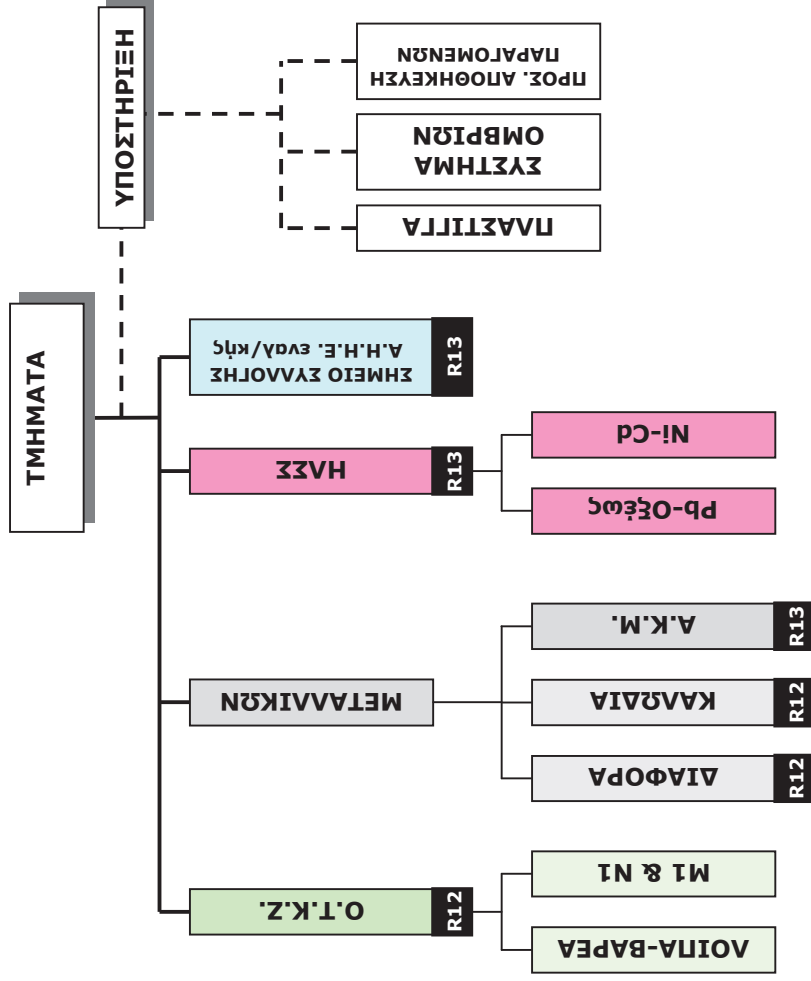 ΤΜΗΜΑΤΑ
ΥΠΟΣΤΗΡΙΞΗ
ΠΡΟΣ. ΑΠΟΘΗΚΕΥΣΗ
ΠΑΡΑΓΟΜΕΝΩΝ
ΣΥΣΤΗΜΑ
ΟΜΒΡΙΩΝ
ΠΛΑΣΤΙΓΓΑ
ΣΗΜΕΙΟ ΣΥΛΛΟΓΗΣ
Α.Η.Η.Ε. εναλ/κής
R13
ΗΛΣΣ
R13
Ni-Cd
Pb-Οξέως
ΜΕΤΑΛΛΙΚΩΝ
Α.Κ.Μ.
R13
ΚΑΛΩΔΙΑ
R12
ΔΙΑΦΟΡΑ
R12
Ο.Τ.Κ.Ζ.
R12
Μ1 & Ν1
ΛΟΙΠΑ-ΒΑΡΕΑ